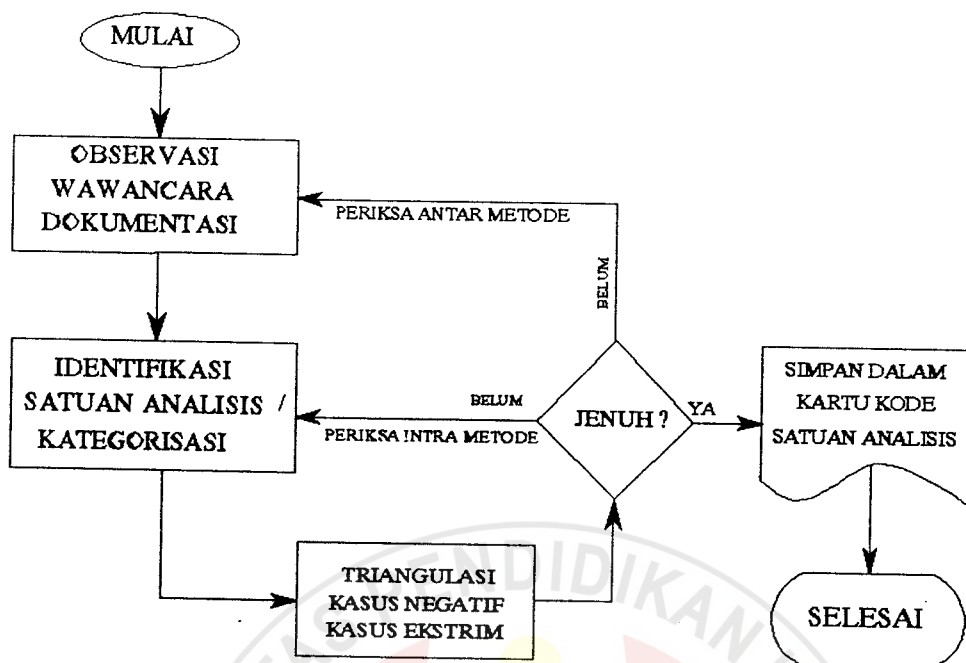 MULAI
OBSERVASI
WAWANCARA
DOKUMENTASI
PERIKSA ANTAR METODE
BELUM
IDENTIFIKASI
SATUAN ANALISIS /
KATEGORISASI
BELUM
PERIKSA INTRA METODE
JENUH ?
YA
SIMPAN DALAM
KARTU KODE
SATUAN ANALISIS
TRIANGULASI
KASUS NEGATIF
KASUS EKSTRIM
SELESAI
PENDIDIKAN